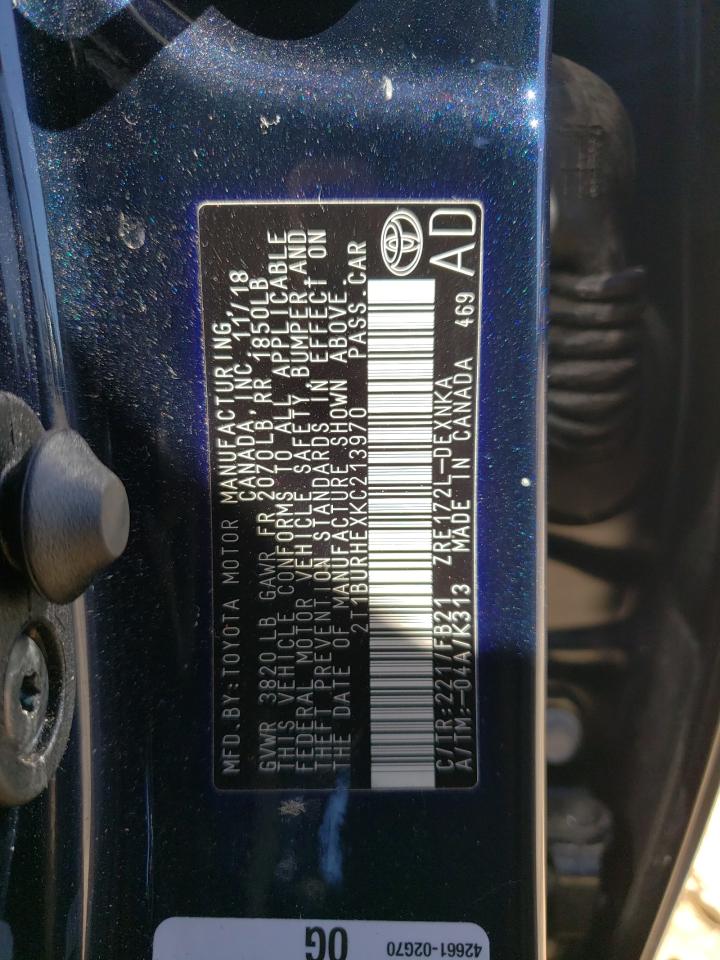 MFD.BY:TOYOTA MOTOR MANUFACTURING,
CANADA, INC. 11/18
GVWR 3820 LB GAWR FR 2070LB,RR 1850LB
THIS VEHICLE CONFORMS TO ALL APPLICABLE
FEDERAL MOTOR VEHICLE SAFETY,BUMPER,AND
THEFT PREVENTION STANDARDS IN EFFECT ON
THE DATE OF MANUFACTURE SHOWN ABOVE.
2T1BURHEXKC213970 PASS.CAR
C/TR:221/FB21 ZRE172L-DEXNKA
A/TM:-04A/K313 MADE IN CANADA 469
AD
42661-02G70
0G